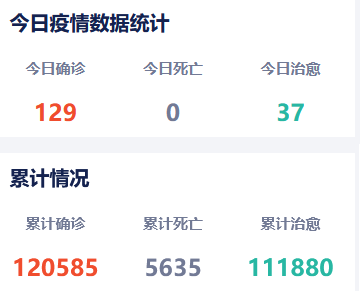 今日疫情数据统计
今日确诊 今日死亡 今日治愈
129 0 37
累计情况
累计确诊 累计死亡 累计治愈
120585 5635 111880